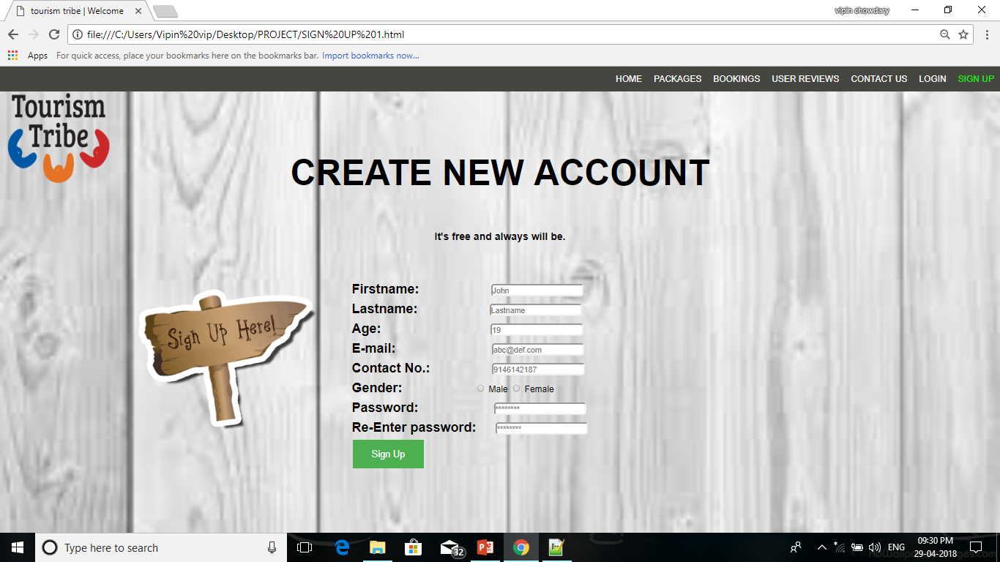 tourism tribe | Welcome
vipin chowdary
file:///C:/Users/Vipin%20vip/Desktop/PROJECT/SIGN%20UP%201.html
Apps For quick access, place your bookmarks here on the bookmarks bar. Import bookmarks now...
HOME PACKAGES BOOKINGS USER REVIEWS CONTACT US LOGIN SIGN UP
Tourism
Tribe
CREATE NEW ACCOUNT
It's free and always will be.
Sign Up Here!
Firstname: John
Lastname: Lastname
Age: 19
E-mail: abc@def.com
Contact No.: 9146142187
Gender: Male Female
Password: ********
Re-Enter password: ********
Sign Up
Type here to search
32
ENG
09:30 PM
29-04-2018